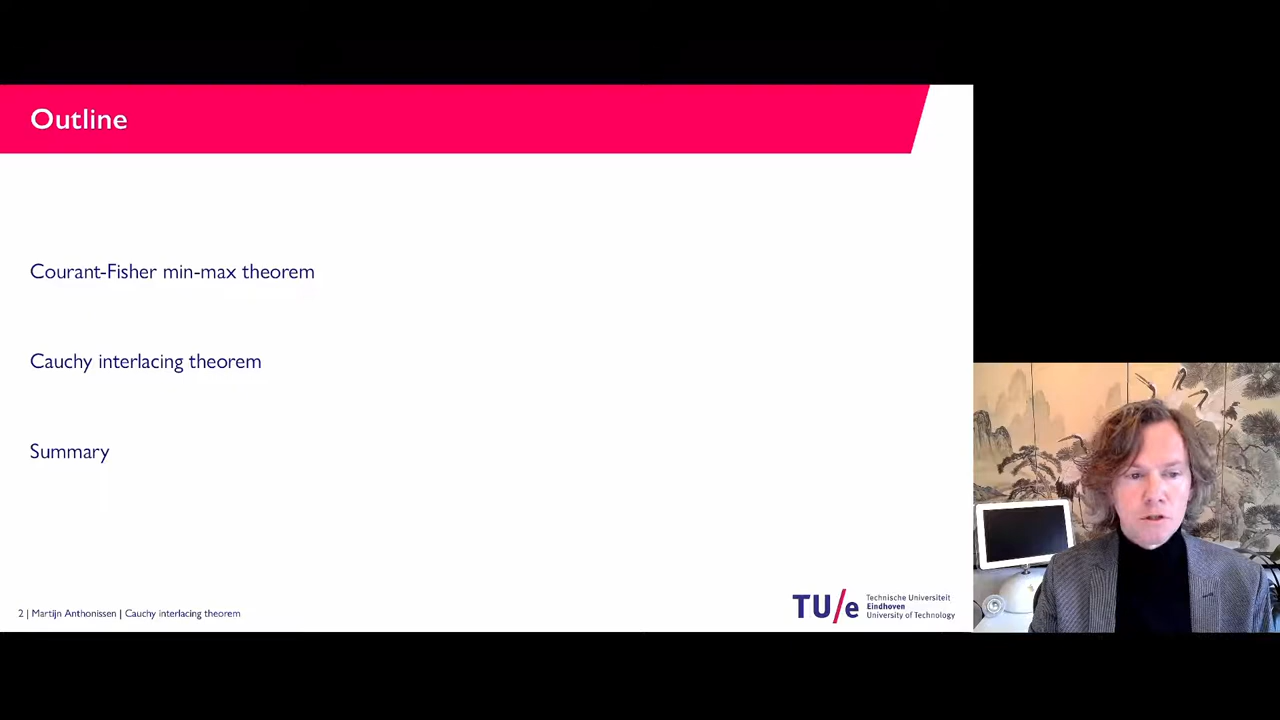 Outline
Courant-Fisher min-max theorem
Cauchy interlacing theorem
Summary
2 | Martijn Anthonissen | Cauchy interlacing theorem
TU/e
Technische Universiteit
Eindhoven
University of Technology